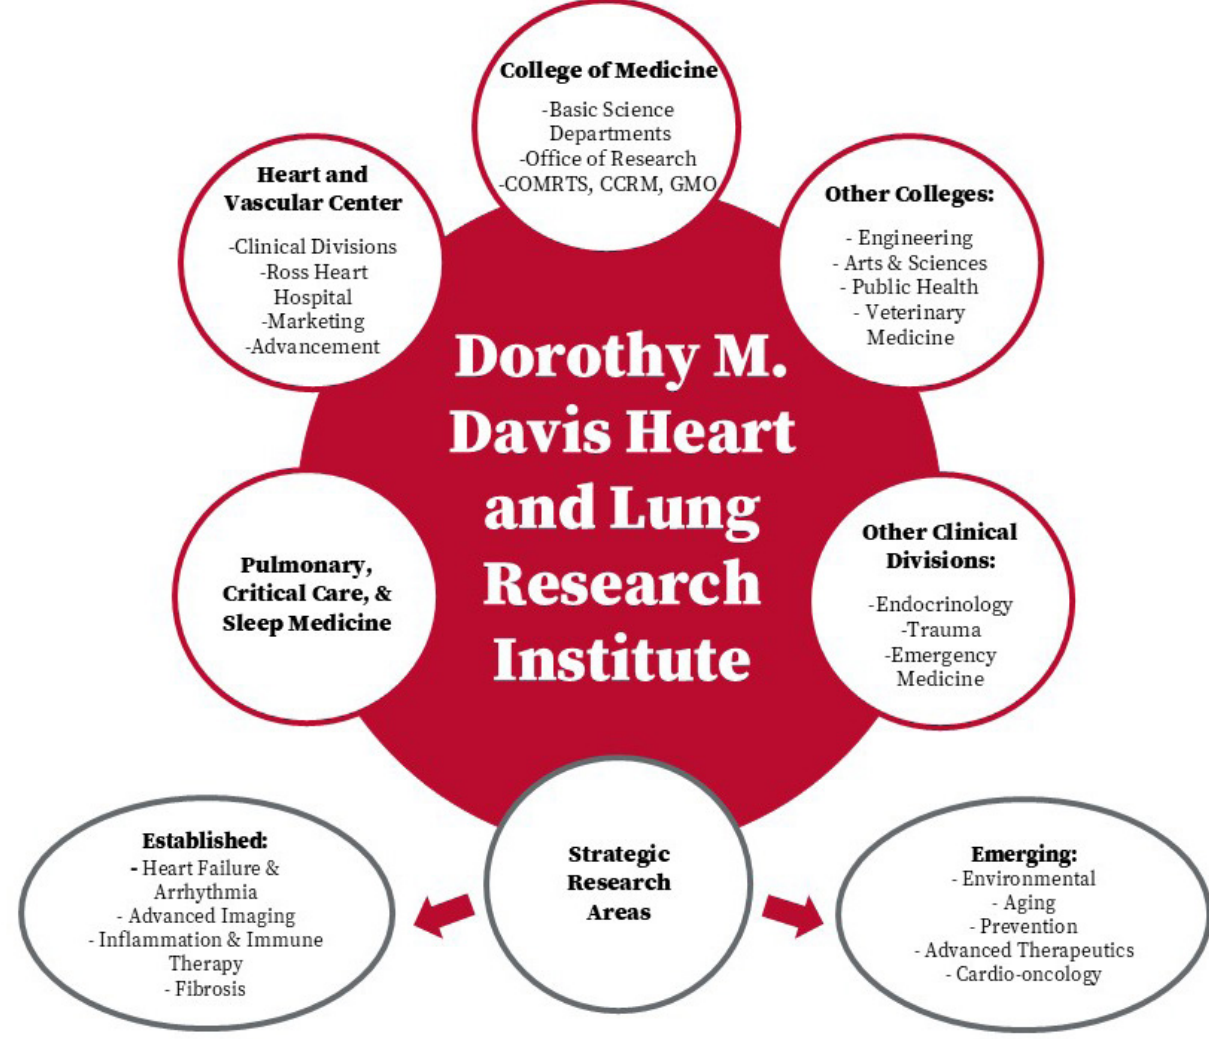 College of Medicine
-Basic Science
Departments
-Office of Research
-COMRTS, CCRM, GMO
Heart and
Vascular Center
-Clinical Divisions
-Ross Heart
Hospital
-Marketing
-Advancement
Other Colleges:
- Engineering
- Arts & Sciences
- Public Health
- Veterinary
Medicine
Dorothy M.
Davis Heart
and Lung
Research
Institute
Pulmonary,
Critical Care, &
Sleep Medicine
Other Clinical
Divisions:
-Endocrinology
-Trauma
-Emergency
Medicine
Strategic
Research
Areas
Established:
- Heart Failure &
Arrhythmia
- Advanced Imaging
- Inflammation & Immune
Therapy
- Fibrosis
Emerging:
- Environmental
- Aging
- Prevention
- Advanced Therapeutics
- Cardio-oncology